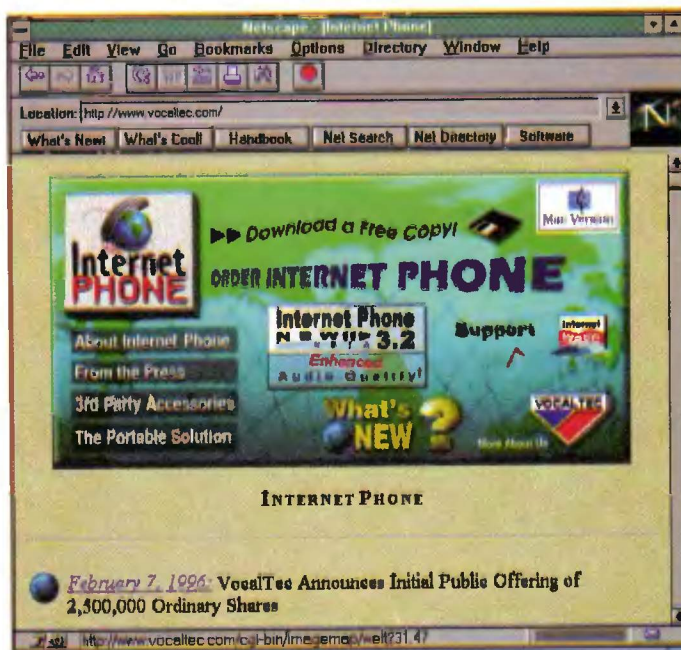 Netscape - [Internet Phone]
File Edit View Go Bookmarks Options Directory Window Help
Location: http://www.vocaltec.com/
What's New! What's Cool! Handbook Net Search Net Directory Software
Internet
PHONE
Download a Free Copy!
Mac Version
ORDER INTERNET PHONE
About Internet Phone
From the Press
3rd Party Accessories
The Portable Solution
Internet Phone
3.2
Enhanced
Audio Quality!
Support
Internet
What's
NEW ?
VOCALTEC
More About Us
INTERNET PHONE
February 7, 1996: VocalTec Announces Initial Public Offering of
2,500,000 Ordinary Shares